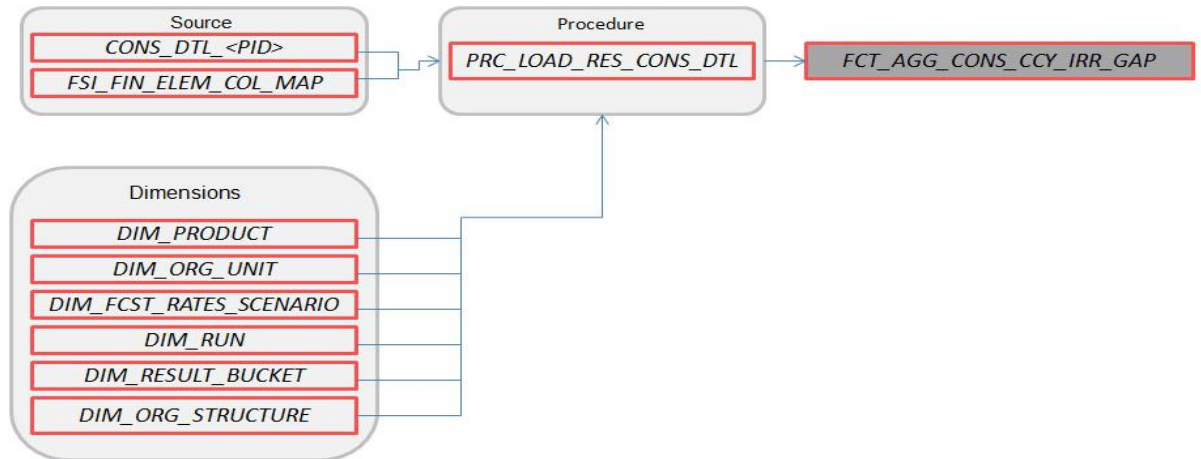 Source
CONS_DTL_<PID>
FSI_FIN_ELEM_COL_MAP
Procedure
PRC_LOAD_RES_CONS_DTL
FCT_AGG_CONS_CCY_IRR_GAP
Dimensions
DIM_PRODUCT
DIM_ORG_UNIT
DIM_FCST_RATES_SCENARIO
DIM_RUN
DIM_RESULT_BUCKET
DIM_ORG_STRUCTURE